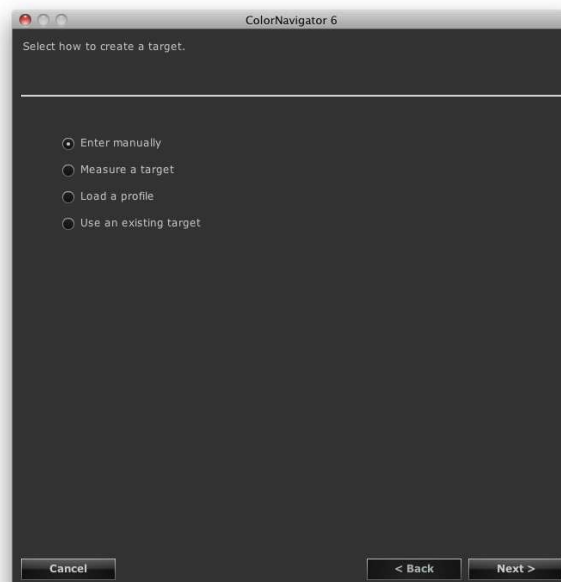 ColorNavigator 6
Select how to create a target.
Enter manually
Measure a target
Load a profile
Use an existing target
Cancel
< Back
Next >